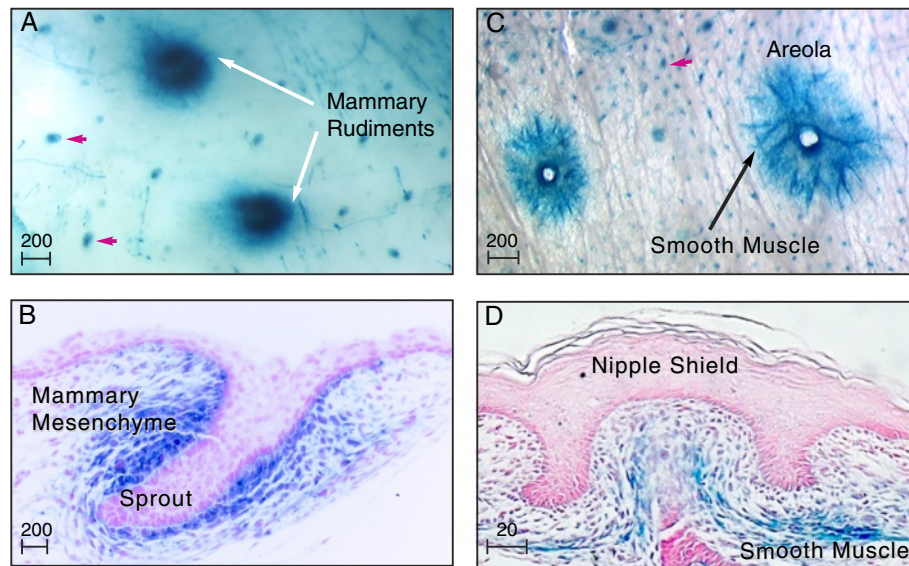 A
Mammary
Rudiments
200
C
Areola
Smooth Muscle
200
B
Mammary
Mesenchyme
Sprout
200
D
Nipple Shield
20
Smooth Muscle